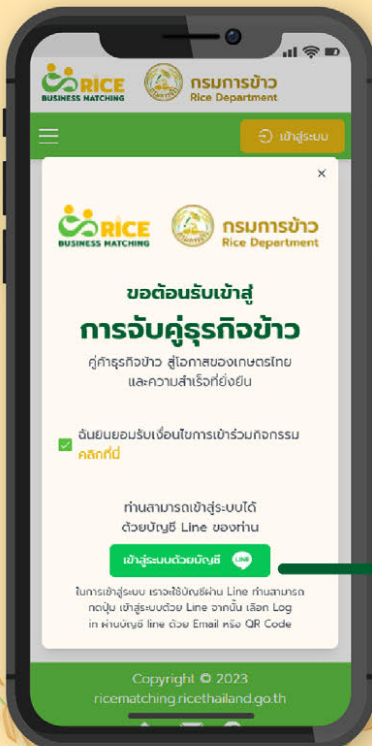 RICE
BUSINESS MATCHING
กรมการข้าว
Rice Department
เข้าสู่ระบบ
×
RICE
BUSINESS MATCHING
กรมการข้าว
Rice Department
ขอต้อนรับเข้าสู่
การจับคู่ธุรกิจข้าว
คู่ค้าธุรกิจข้าว สู่โอกาสของเกษตรไทย
และความสำเร็จที่ยั่งยืน
ฉันยินยอมรับเงื่อนไขการเข้าร่วมกิจกรรม
คลิกที่นี่
ท่านสามารถเข้าสู่ระบบได้
ด้วยบัญชี Line ของท่าน
เข้าสู่ระบบด้วยบัญชี LINE
ในการเข้าสู่ระบบ เราจะใช้บัญชีผ่าน Line ท่านสามารถ
กดปุ่ม เข้าสู่ระบบด้วย Line จากนั้น เลือก Log
in ผ่านบัญชี line ด้วย Email หรือ QR Code
Copyright © 2023
ricematching.ricethailand.go.th